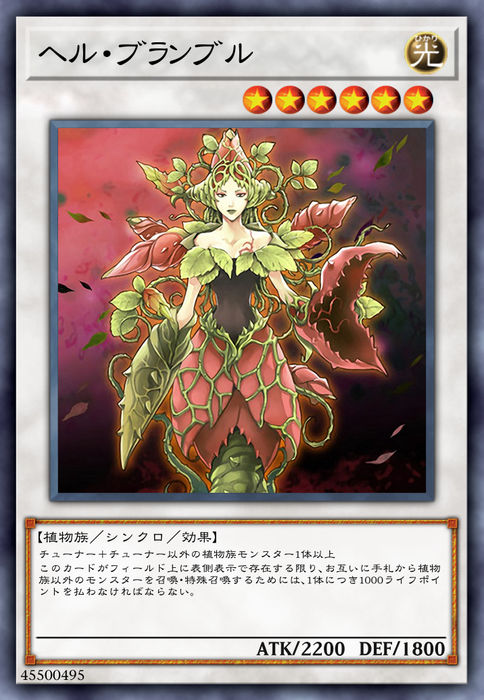 ヘル・ブランブル
ひかり
光
【植物族／シンクロ／効果】
チューナー＋チューナー以外の植物族モンスター1体以上
このカードがフィールド上に表側表示で存在する限り、お互いに手札から植物
族以外のモンスターを召喚・特殊召喚するためには、1体につき1000ライフポイ
ントを払わなければならない。
ATK/2200 DEF/1800
45500495